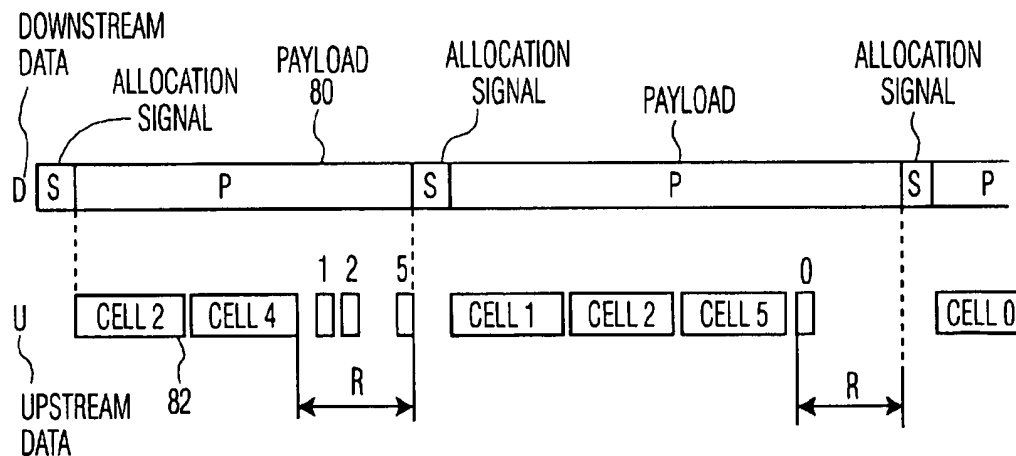 DOWNSTREAM
DATA
ALLOCATION
SIGNAL
PAYLOAD
80
ALLOCATION
SIGNAL
PAYLOAD
ALLOCATION
SIGNAL
D S P S P S P
1 2 5 0
U CELL 2 CELL 4 CELL 1 CELL 2 CELL 5 CELL 0
R R
82
UPSTREAM
DATA